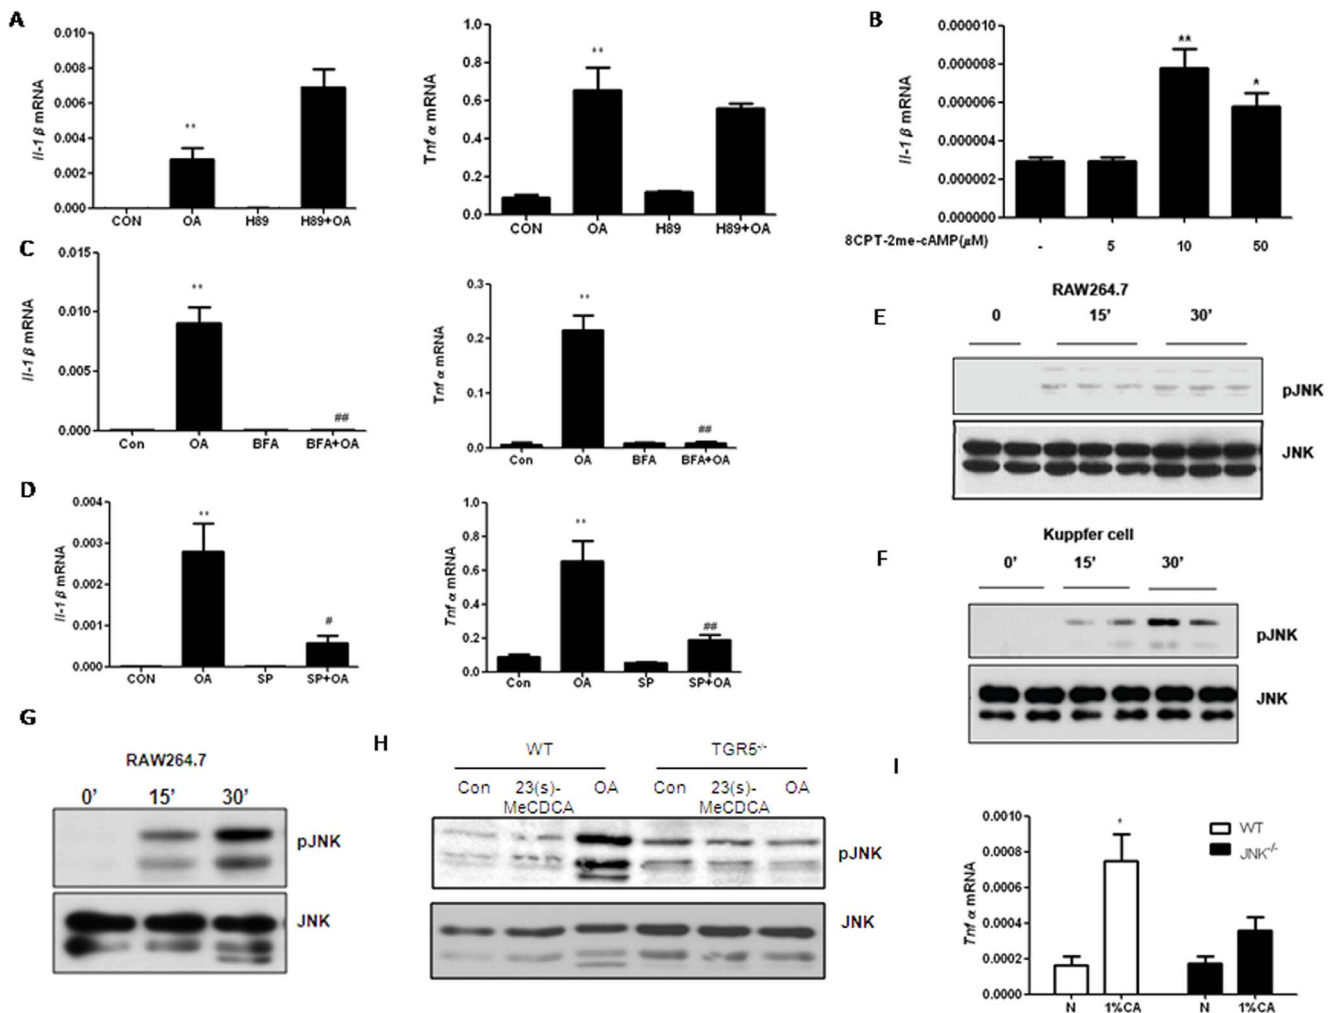 A
Il-1 β mRNA
0.010
0.008
0.006
0.004
0.002
0.000
**
CON OA H89 H89+OA
Tnf α mRNA
1.0
0.8
0.6
0.4
0.2
0.0
**
CON OA H89 H89+OA
B
Il-1 β mRNA
0.000010
0.000008
0.000006
0.000004
0.000002
0.000000
**
*
8CPT-2me-cAMP(μM) - 5 10 50
C
Il-1 β mRNA
0.015
0.010
0.005
0.000
**
##
Con OA BFA BFA+OA
Tnf α mRNA
0.3
0.2
0.1
0.0
**
##
Con OA BFA BFA+OA
D
Il-1 β mRNA
0.004
0.003
0.002
0.001
0.000
**
#
CON OA SP SP+OA
Tnf α mRNA
1.0
0.8
0.6
0.4
0.2
0.0
**
##
Con OA SP SP+OA
E
RAW264.7
0 15' 30'
pJNK
JNK
F
Kuppfer cell
0' 15' 30'
pJNK
JNK
G
RAW264.7
0' 15' 30'
pJNK
JNK
H
WT TGR5-/-
Con 23(s)- OA Con 23(s)- OA
MeCDCA MeCDCA
pJNK
JNK
I
Tnf α mRNA
0.0010
0.0008
0.0006
0.0004
0.0002
0.0000
*
WT
JNK-/-
N 1%CA N 1%CA